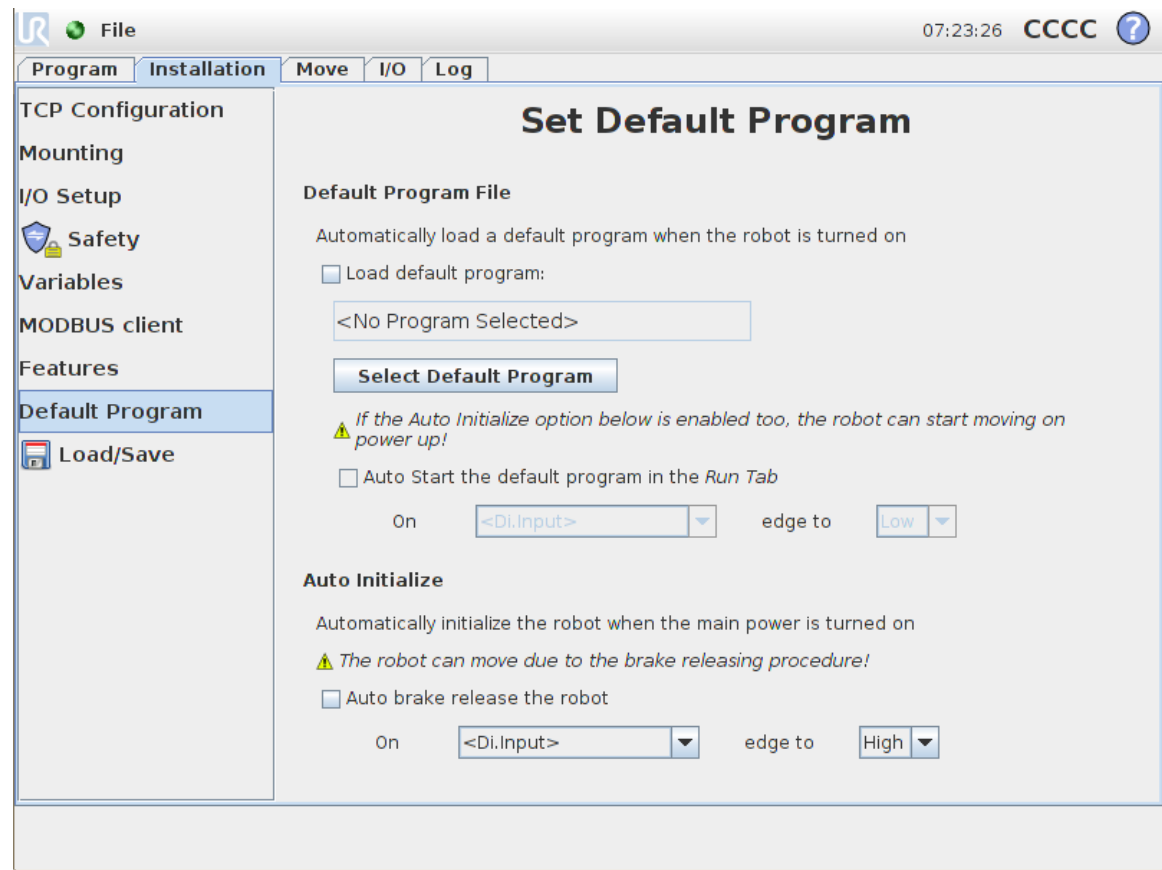 UR File 07:23:26 CCCC ?
Program Installation Move I/O Log
TCP Configuration
Mounting
I/O Setup
Safety
Variables
MODBUS client
Features
Default Program
Load/Save
Set Default Program
Default Program File
Automatically load a default program when the robot is turned on
Load default program:
<No Program Selected>
Select Default Program
If the Auto Initialize option below is enabled too, the robot can start moving on
power up!
Auto Start the default program in the Run Tab
On <Di.Input> edge to Low
Auto Initialize
Automatically initialize the robot when the main power is turned on
The robot can move due to the brake releasing procedure!
Auto brake release the robot
On <Di.Input> edge to High